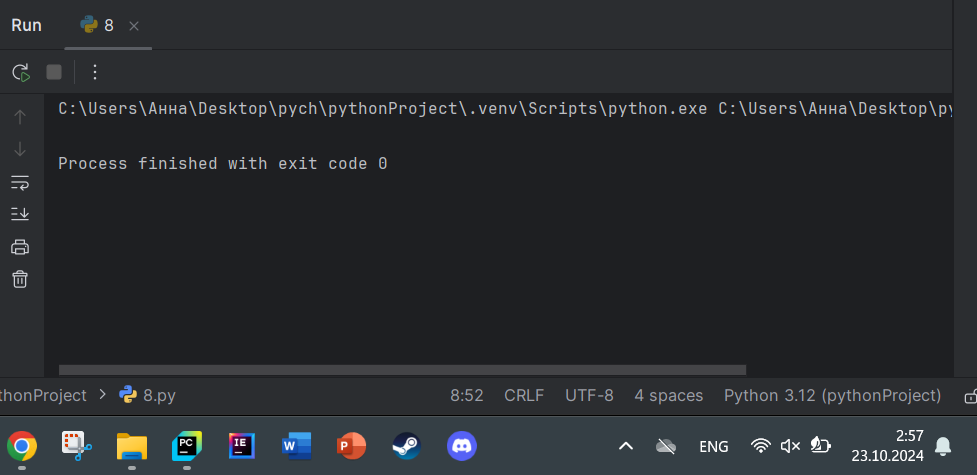 Run 8
C:\Users\Анна\Desktop\pych\pythonProject\.venv\Scripts\python.exe C:\Users\Анна\Desktop\py
Process finished with exit code 0
thonProject > 8.py 8:52 CRLF UTF-8 4 spaces Python 3.12 (pythonProject)
PC IE W P ENG 2:57
23.10.2024